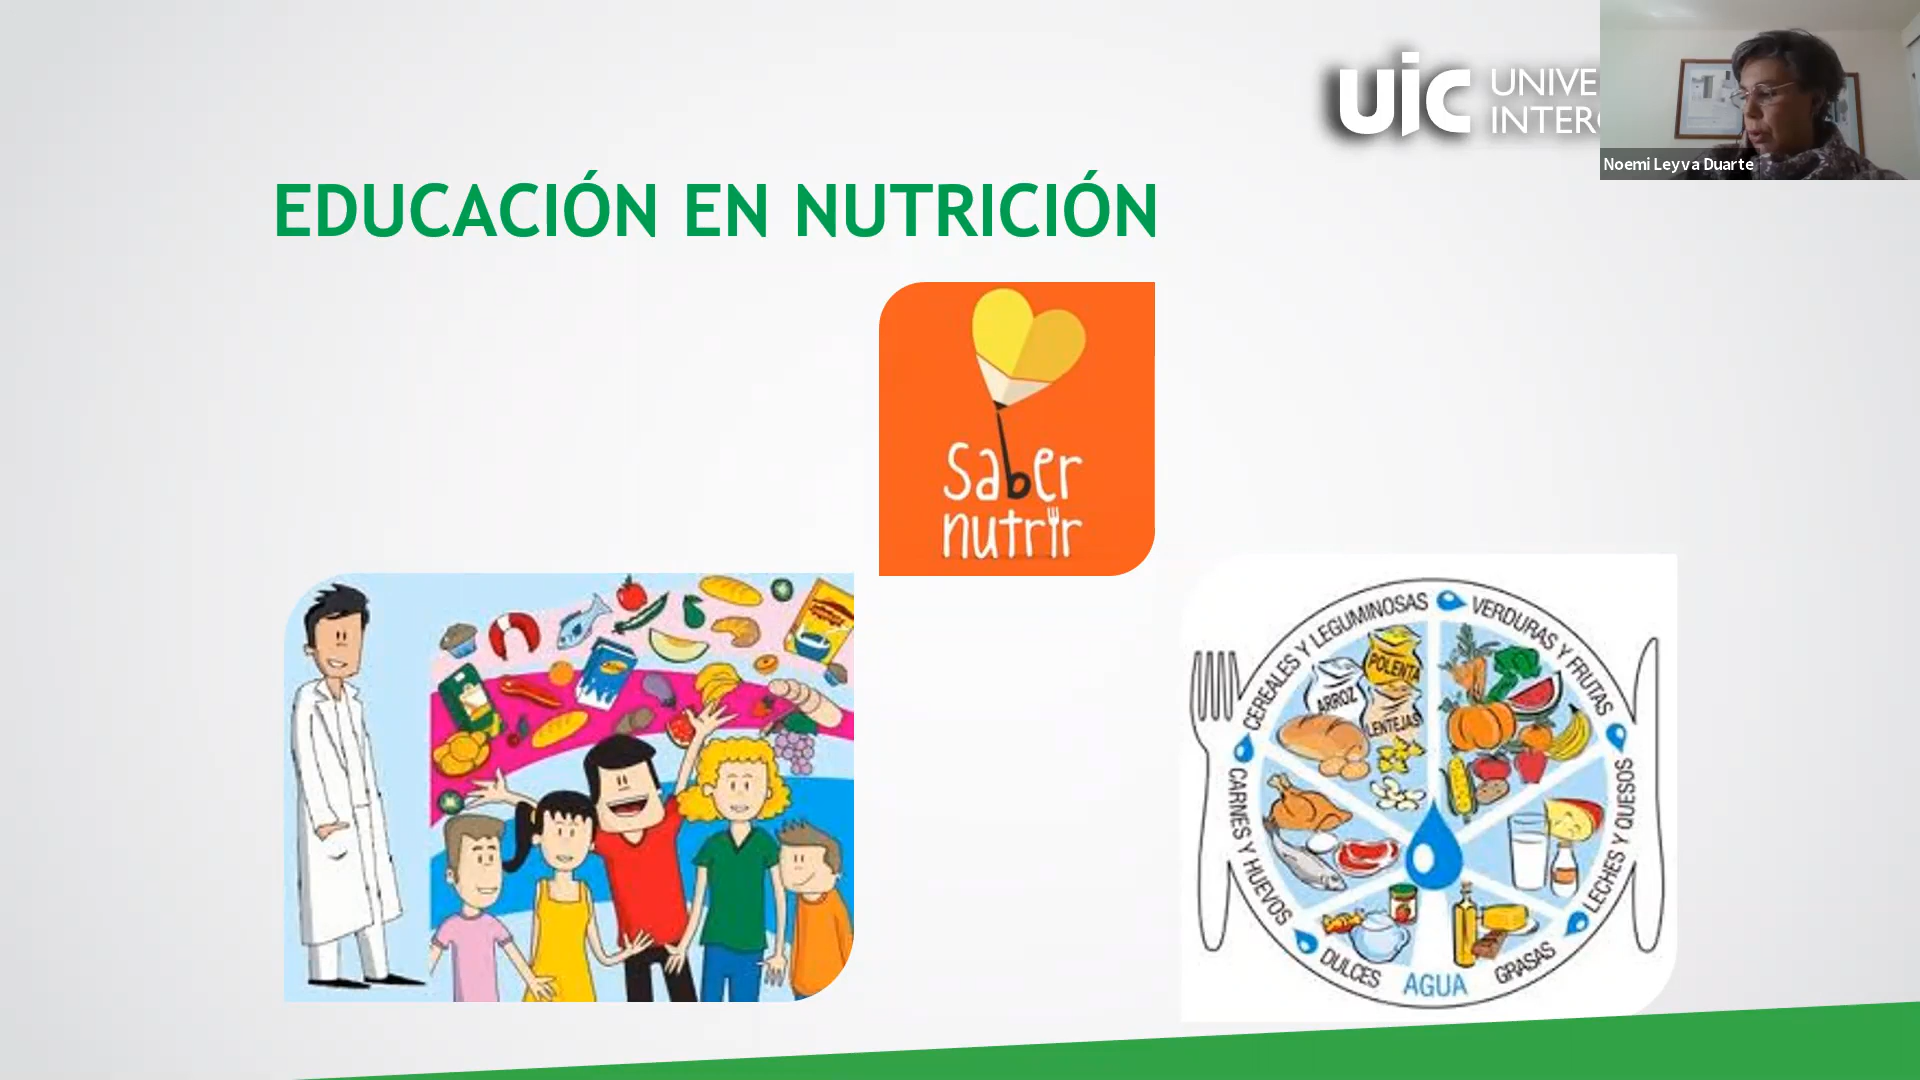 uic UNIVE
INTERC
Noemi Leyva Duarte
EDUCACIÓN EN NUTRICIÓN
Saber
nutrir
CEREALES Y LEGUMINOSAS
VERDURAS Y FRUTAS
POLENTA
ARROZ
LENTEJAS
CARNES Y HUEVOS
LECHES Y QUESOS
DULCES
AGUA
GRASAS